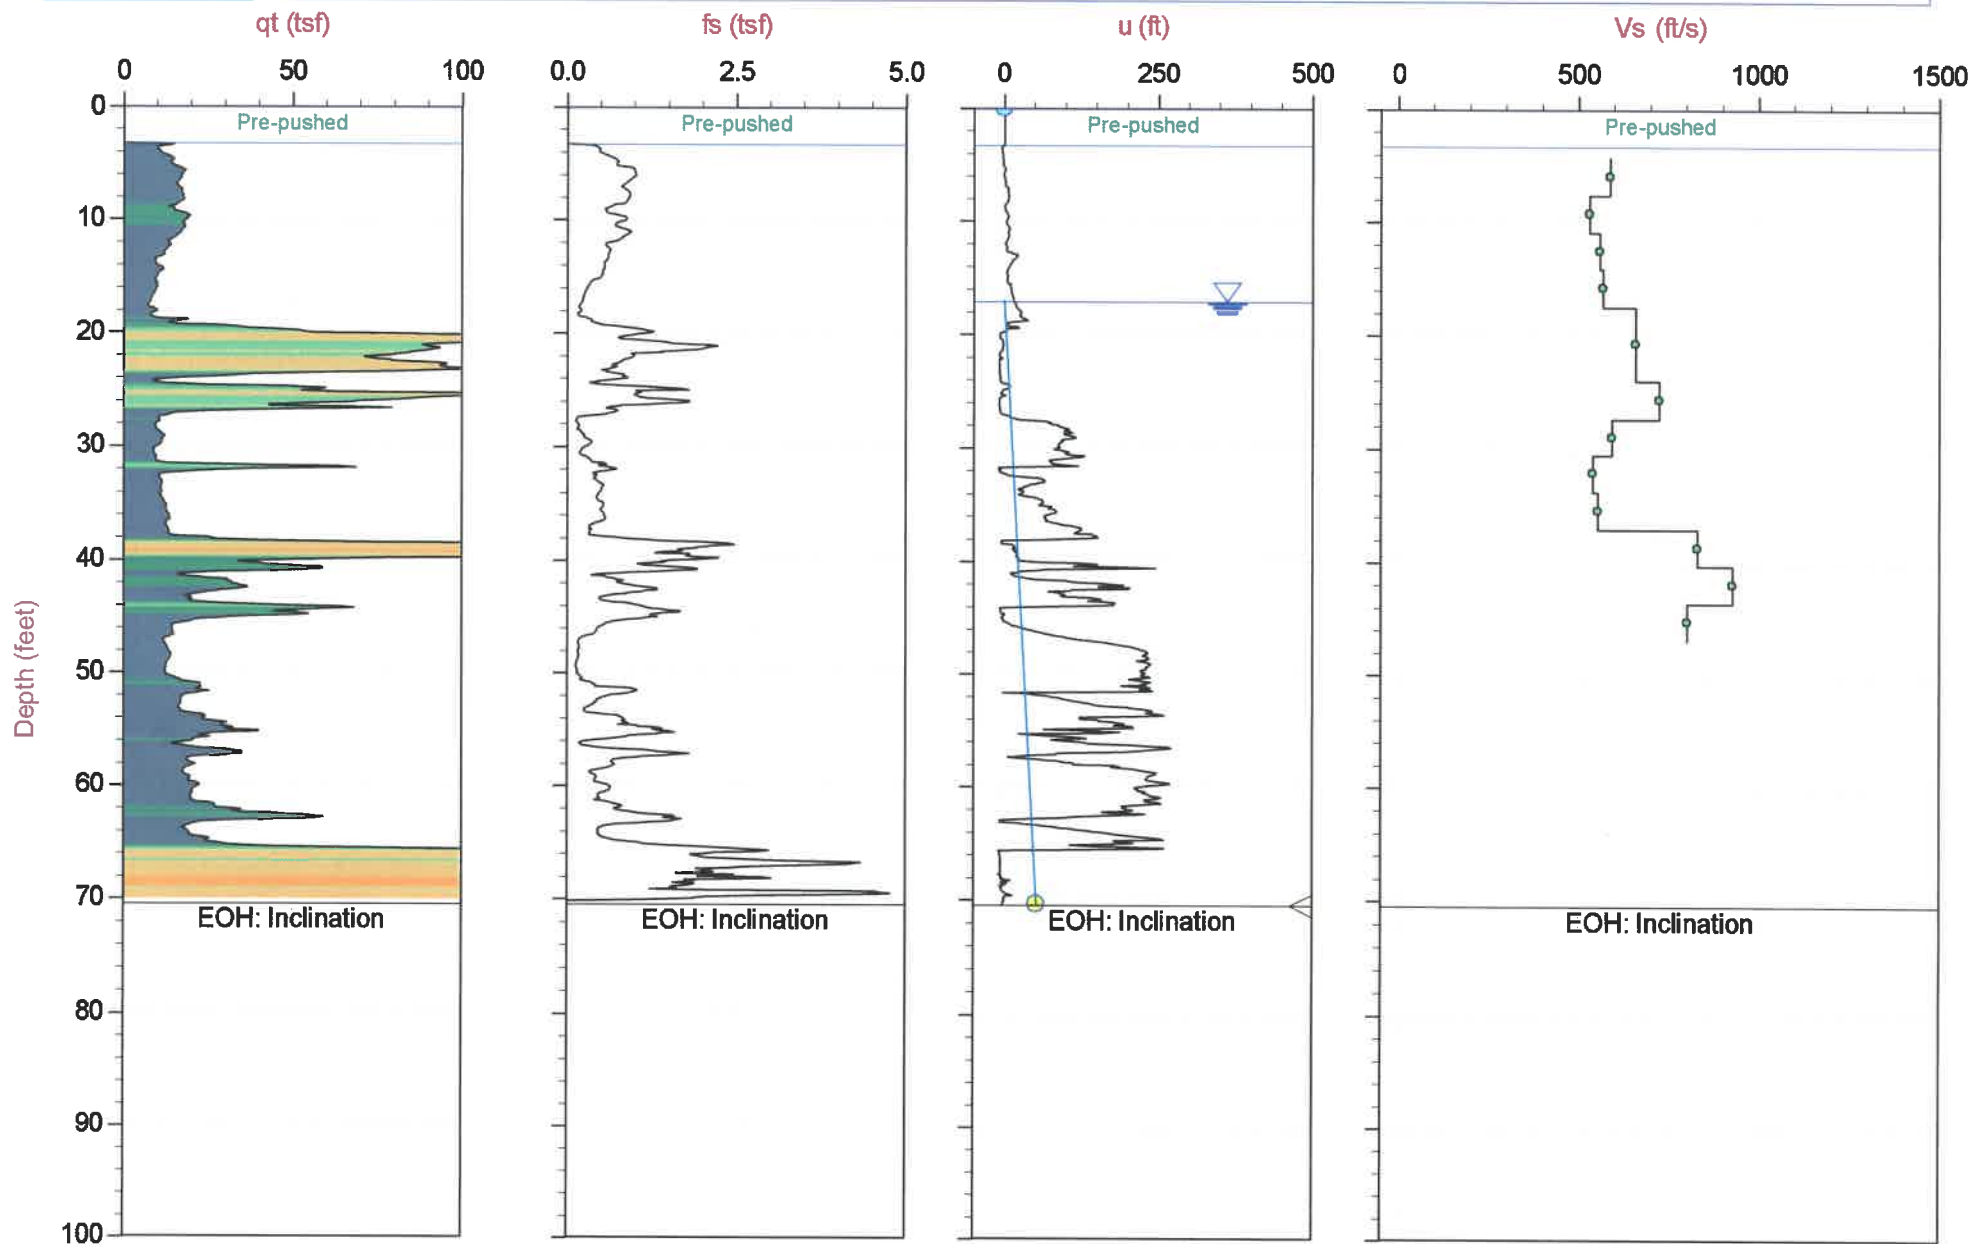 qt (tsf)
fs (tsf)
u (ft)
Vs (ft/s)
0 50 100
0.0 2.5 5.0
0 250 500
0 500 1000 1500
Pre-pushed
Pre-pushed
Pre-pushed
Pre-pushed
0
10
20
30
40
50
60
70
80
90
100
Depth (feet)
EOH: Inclination
EOH: Inclination
EOH: Inclination
EOH: Inclination